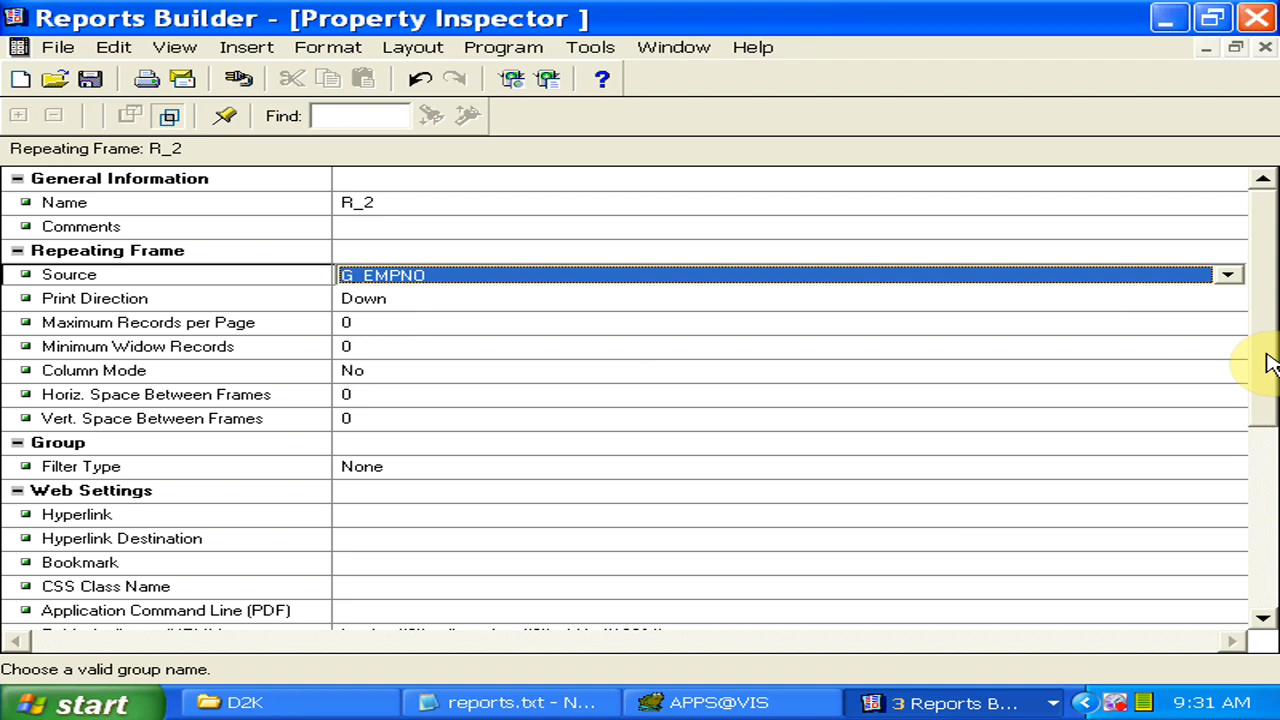 Reports Builder - [Property Inspector ]
File Edit View Insert Format Layout Program Tools Window Help
Find:
Repeating Frame: R_2
General Information
Name R_2
Comments
Repeating Frame
Source G_EMPNO
Print Direction Down
Maximum Records per Page 0
Minimum Widow Records 0
Column Mode No
Horiz. Space Between Frames 0
Vert. Space Between Frames 0
Group
Filter Type None
Web Settings
Hyperlink
Hyperlink Destination
Bookmark
CSS Class Name
Application Command Line (PDF)
Choose a valid group name.
start D2K reports.txt - N... APPS@VIS 3 Reports B... 9:31 AM